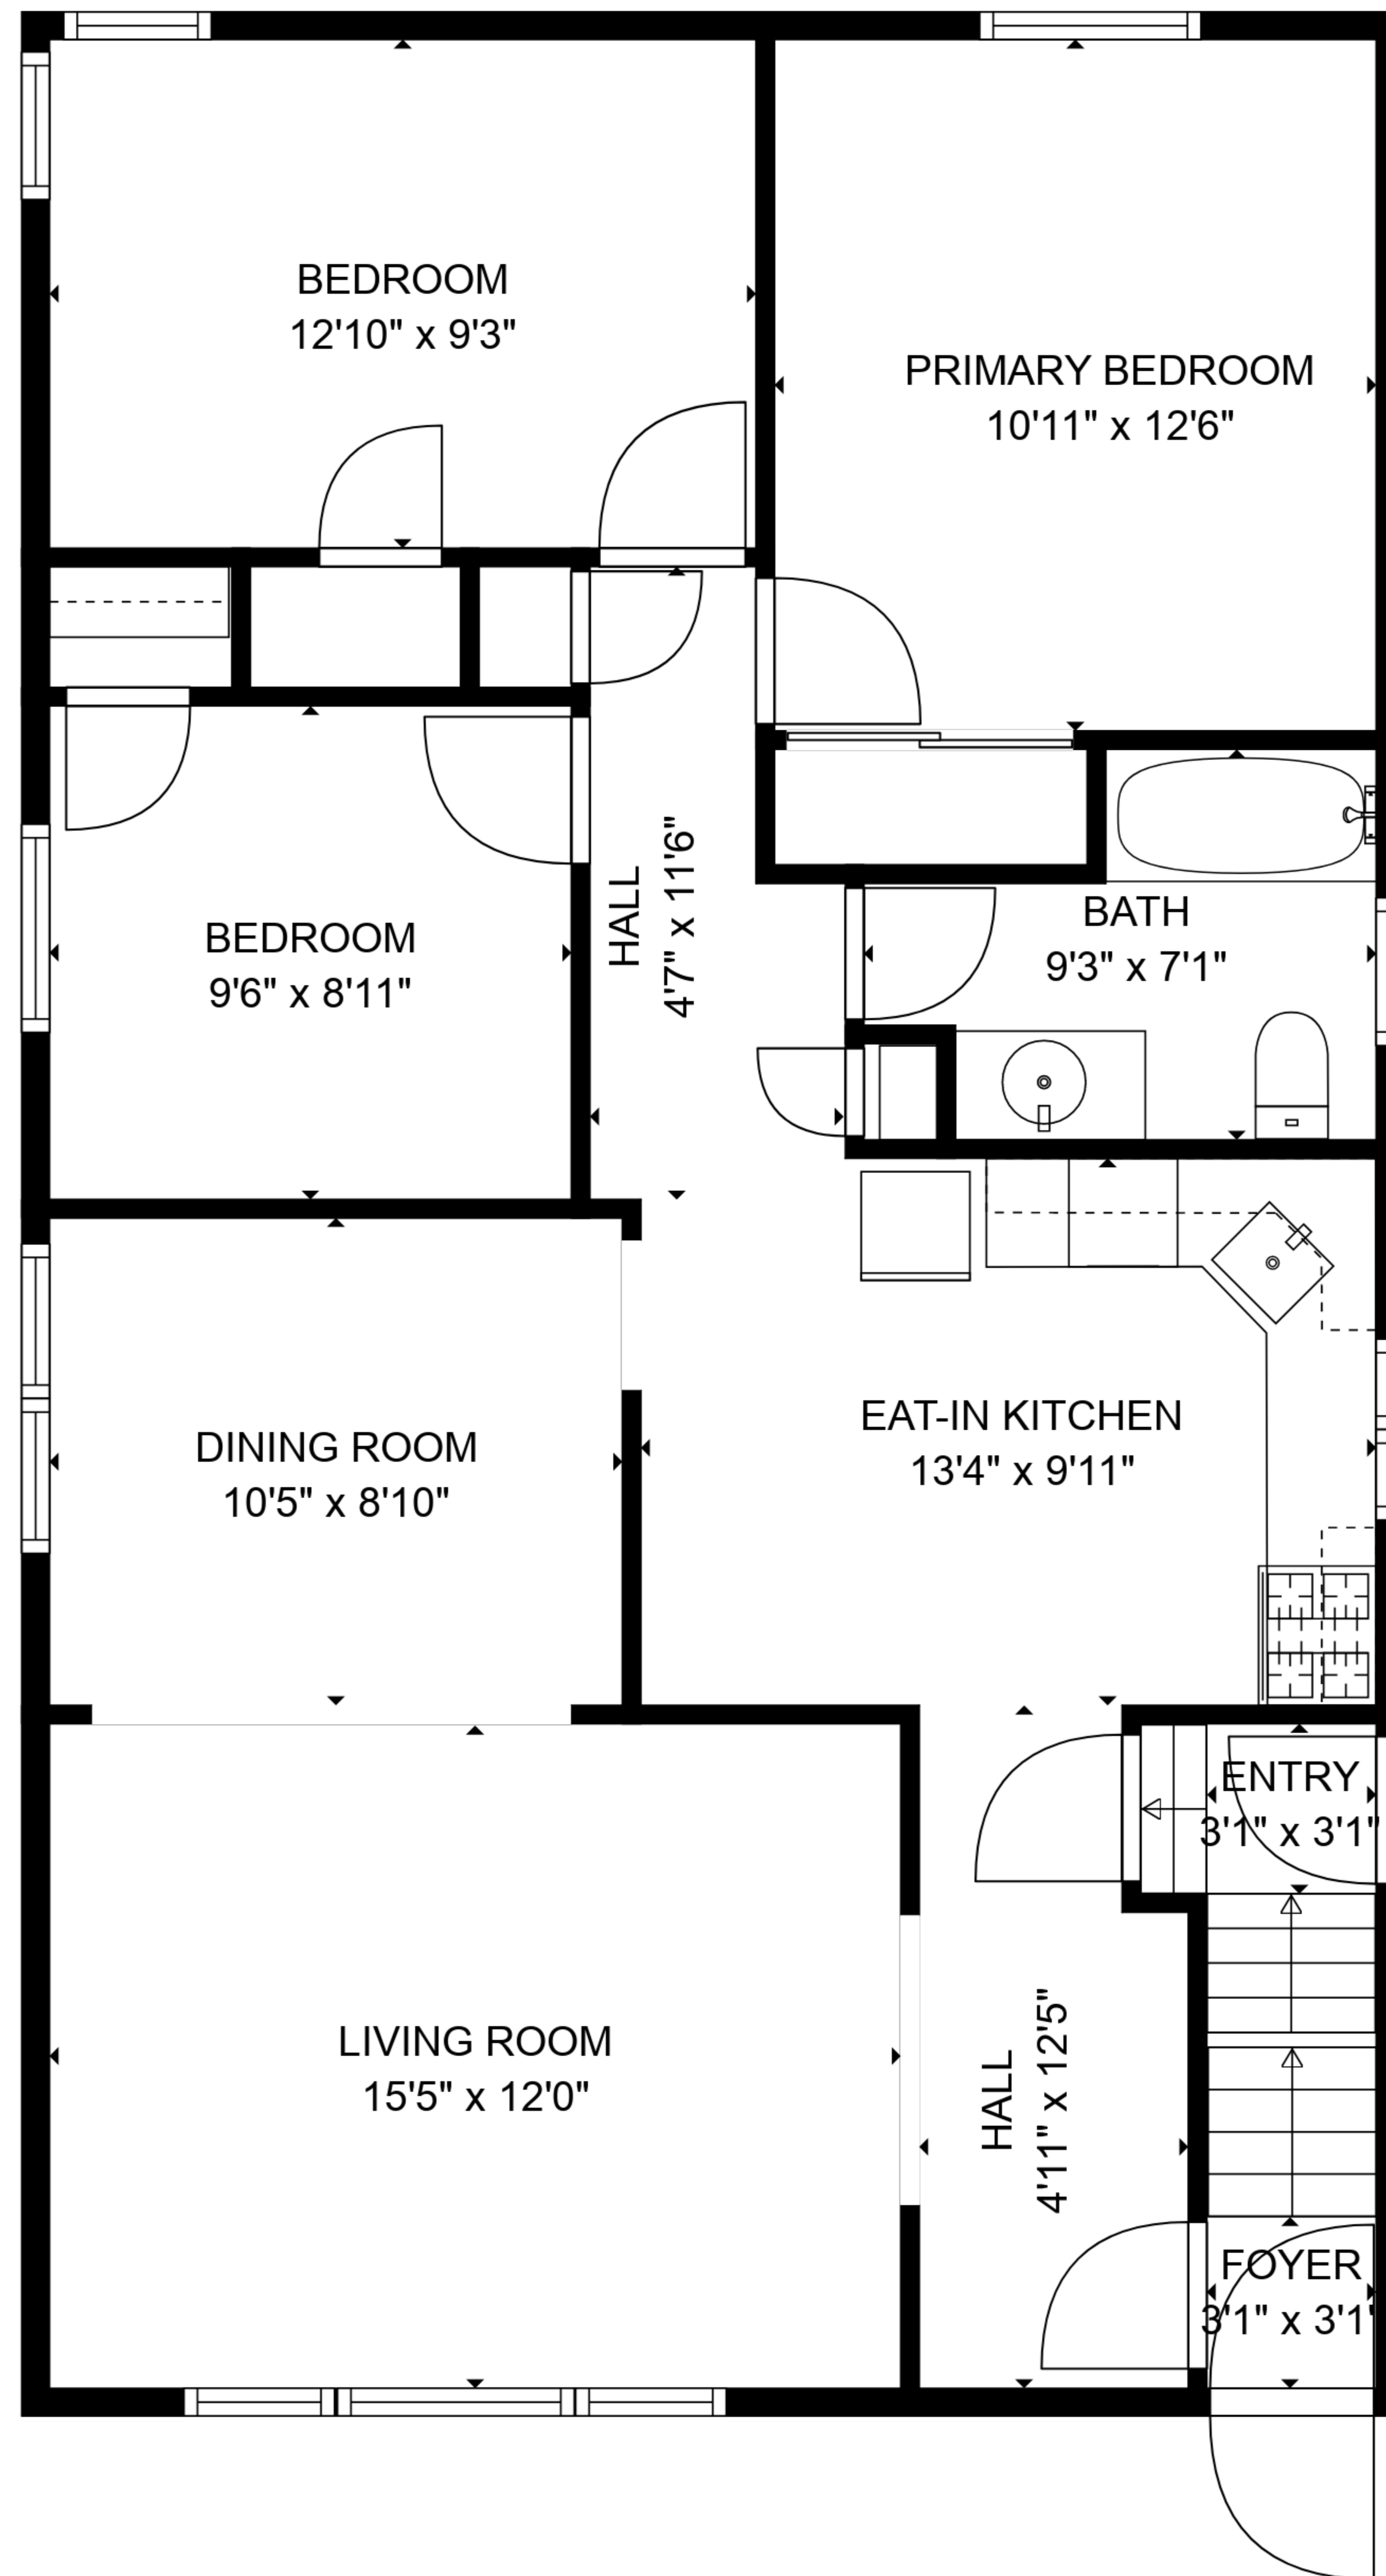 BEDROOM
12'10" x 9'3"
PRIMARY BEDROOM
10'11" x 12'6"
HALL
4'7" x 11'6"
BATH
9'3" x 7'1"
BEDROOM
9'6" x 8'11"
EAT-IN KITCHEN
13'4" x 9'11"
DINING ROOM
10'5" x 8'10"
ENTRY
3'1" x 3'1"
LIVING ROOM
15'5" x 12'0"
HALL
4'11" x 12'5"
FOYER
3'1" x 3'1"